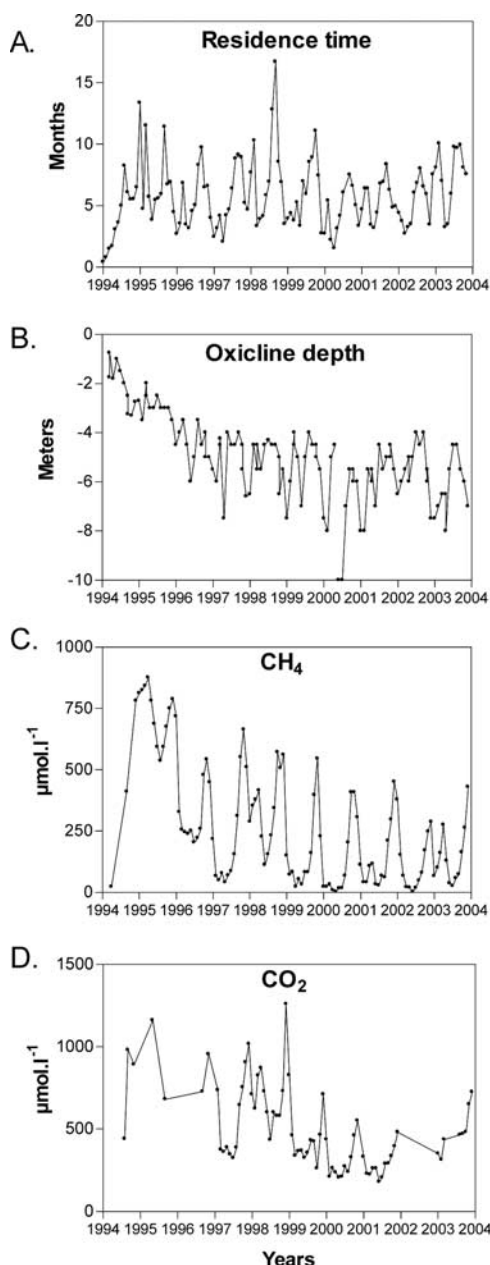 A.
Residence time
20
15
10
5
0
Months
1994 1995 1996 1997 1998 1999 2000 2001 2002 2003 2004
B.
Oxicline depth
-0
-2
-4
-6
-8
-10
Meters
1994 1995 1996 1997 1998 1999 2000 2001 2002 2003 2004
C.
CH₄
1000
750
500
250
0
µmol.l⁻¹
1994 1995 1996 1997 1998 1999 2000 2001 2002 2003 2004
D.
CO₂
1500
1000
500
0
µmol.l⁻¹
1994 1995 1996 1997 1998 1999 2000 2001 2002 2003 2004
Years